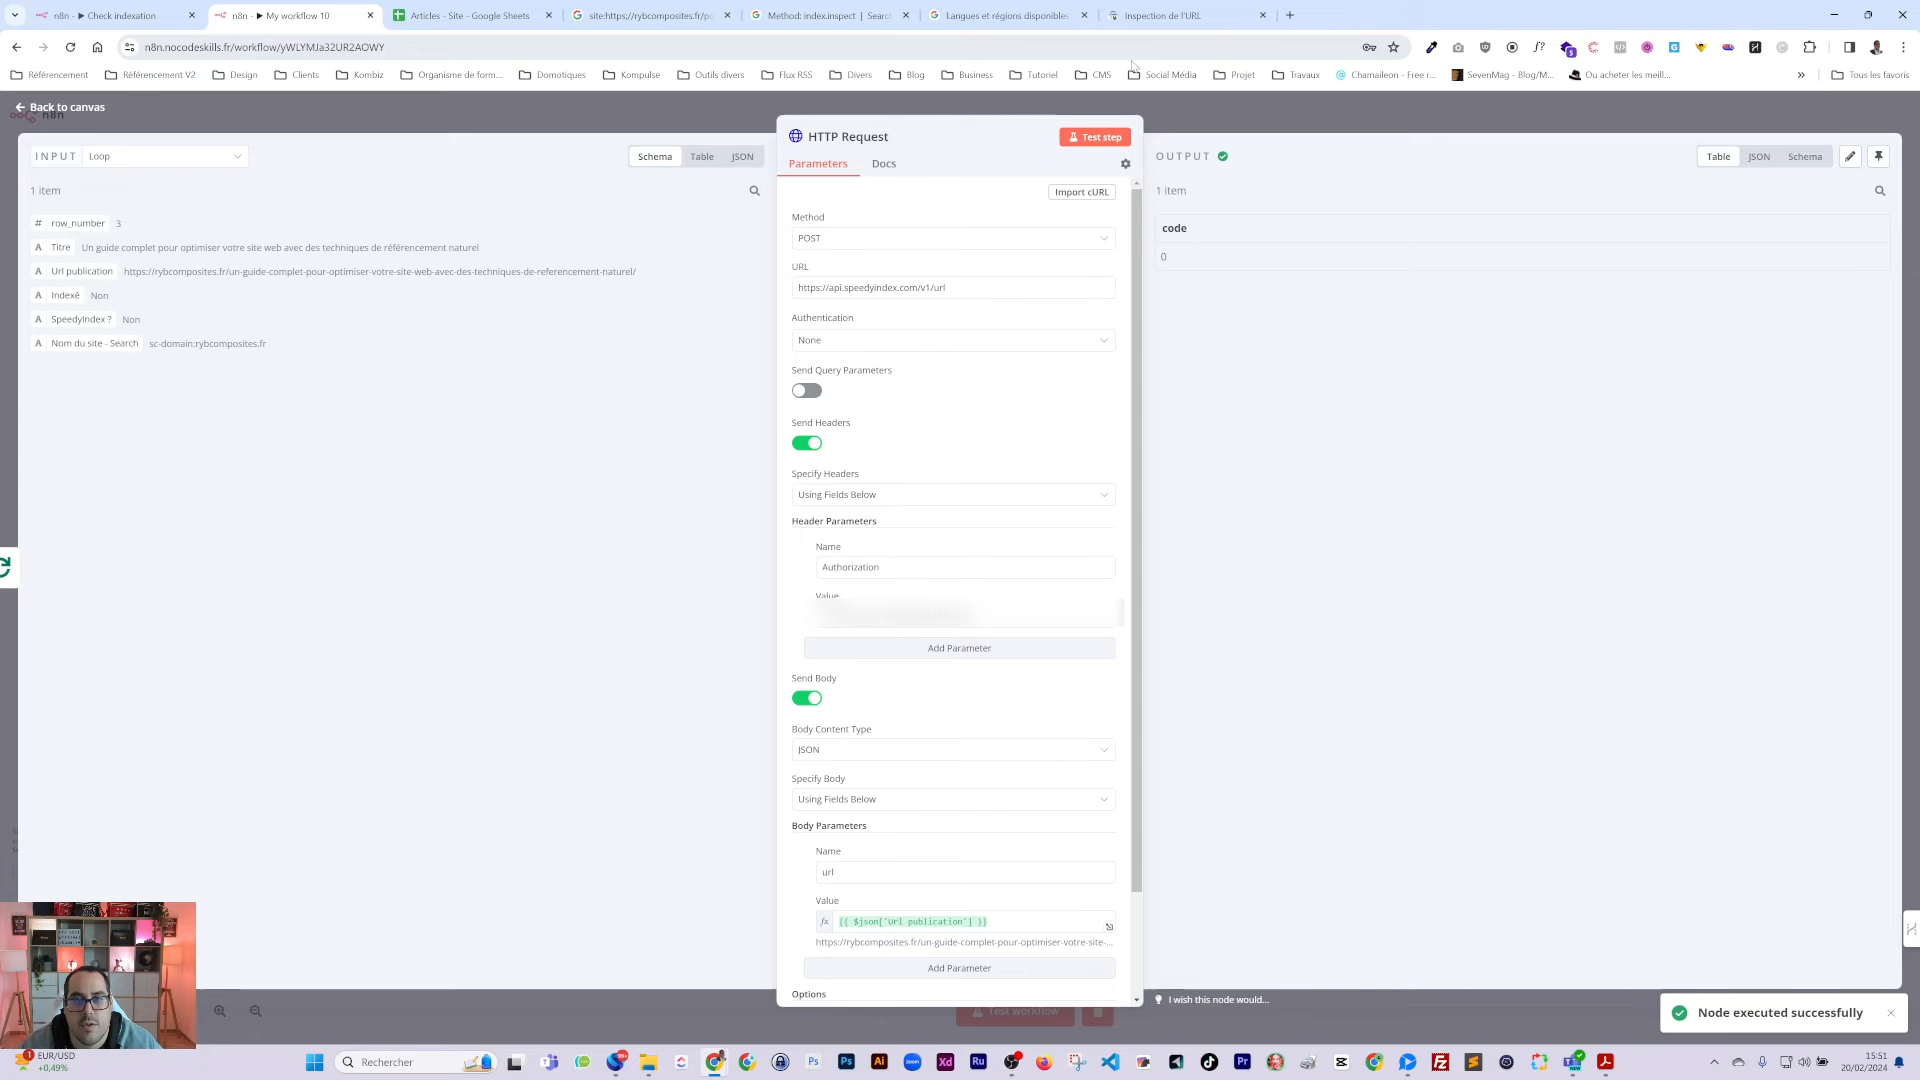 n8n - ▶ Check indexation
n8n - ▶ My workflow 10
Articles - Site - Google Sheets
site:https://rybcomposites.fr/po
Method: index.inspect | Searc
Langues et régions disponibles
Inspection de l'URL
n8n.nocodeskills.fr/workflow/yWLYMJa32UR2AOWY
Référencement
Référencement V2
Design
Clients
Kombiz
Organisme de form...
Domotiques
Kompulse
Outils divers
Flux RSS
Divers
Blog
Business
Tutoriel
CMS
Social Média
Projet
Travaux
Chamaileon - Free r...
SevenMag - Blog/M...
Ou acheter les meill...
»
Tous les favoris
Back to canvas
n8n
INPUT
Loop
Schema
Table
JSON
1 item
# row_number 3
A Titre Un guide complet pour optimiser votre site web avec des techniques de référencement naturel
A Url publication https://rybcomposites.fr/un-guide-complet-pour-optimiser-votre-site-web-avec-des-techniques-de-referencement-naturel/
A Indexé Non
A SpeedyIndex ? Non
A Nom du site - Search sc-domain:rybcomposites.fr
HTTP Request
Test step
Parameters
Docs
Import cURL
Method
POST
URL
https://api.speedyindex.com/v1/url
Authentication
None
Send Query Parameters
Send Headers
Specify Headers
Using Fields Below
Header Parameters
Name
Authorization
Value
Add Parameter
Send Body
Body Content Type
JSON
Specify Body
Using Fields Below
Body Parameters
Name
url
Value
fx {{ $json['Url publication'] }}
https://rybcomposites.fr/un-guide-complet-pour-optimiser-votre-site-...
Add Parameter
Options
OUTPUT
Table
JSON
Schema
1 item
code
0
I wish this node would...
Test workflow
Node executed successfully
EUR/USD
+0,49%
Rechercher
15:51
20/02/2024